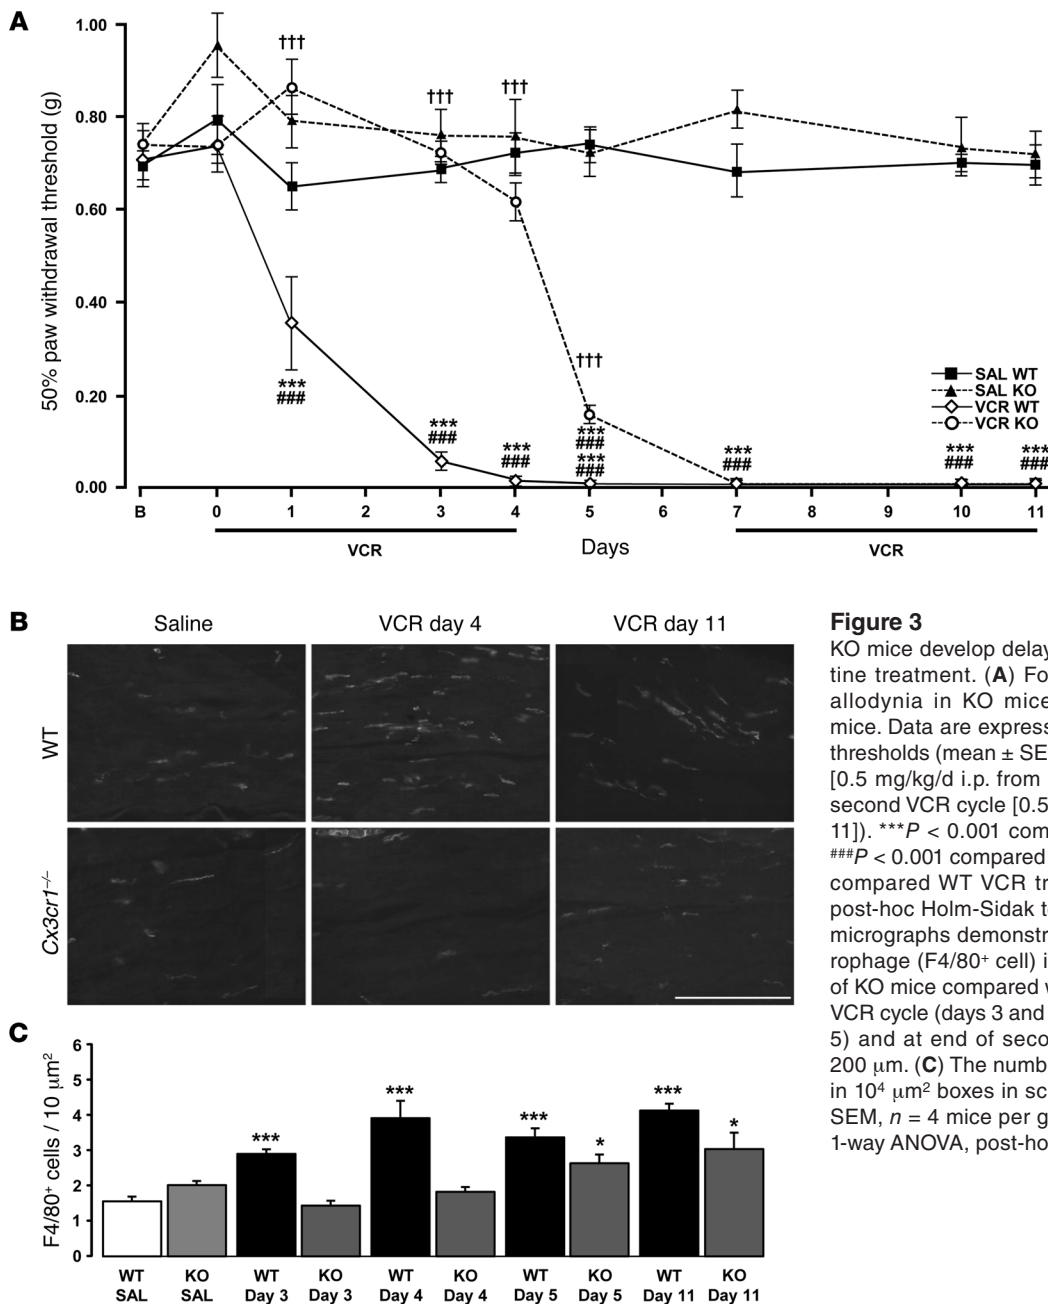 A
50% paw withdrawal threshold (g)
1.00
0.80
0.60
0.40
0.20
0.00
†††
†††
†††
†††
***
###
***
###
***
###
***
###
***
###
***
###
***
###
***
###
SAL WT
SAL KO
VCR WT
VCR KO
B 0 1 2 3 4 5 6 7 8 9 10 11
VCR Days VCR
B
Saline VCR day 4 VCR day 11
WT
Cx3cr1–/–
Figure 3
KO mice develop delay
tine treatment. (A) Fo
allodynia in KO mice
mice. Data are express
thresholds (mean ± SE
[0.5 mg/kg/d i.p. from
second VCR cycle [0.5
11]). ***P < 0.001 com
###P < 0.001 compared
compared WT VCR tr
post-hoc Holm-Sidak t
micrographs demonstr
rophage (F4/80+ cell) i
of KO mice compared w
VCR cycle (days 3 and
5) and at end of seco
200 μm. (C) The numb
in 10⁴ μm² boxes in sc
SEM, n = 4 mice per g
1-way ANOVA, post-ho
C
F4/80+ cells / 10 μm²
6
5
4
3
2
1
0
*** *** *** * *** *
WT KO WT KO WT KO WT KO WT KO
SAL SAL Day 3 Day 3 Day 4 Day 4 Day 5 Day 5 Day 11 Day 11